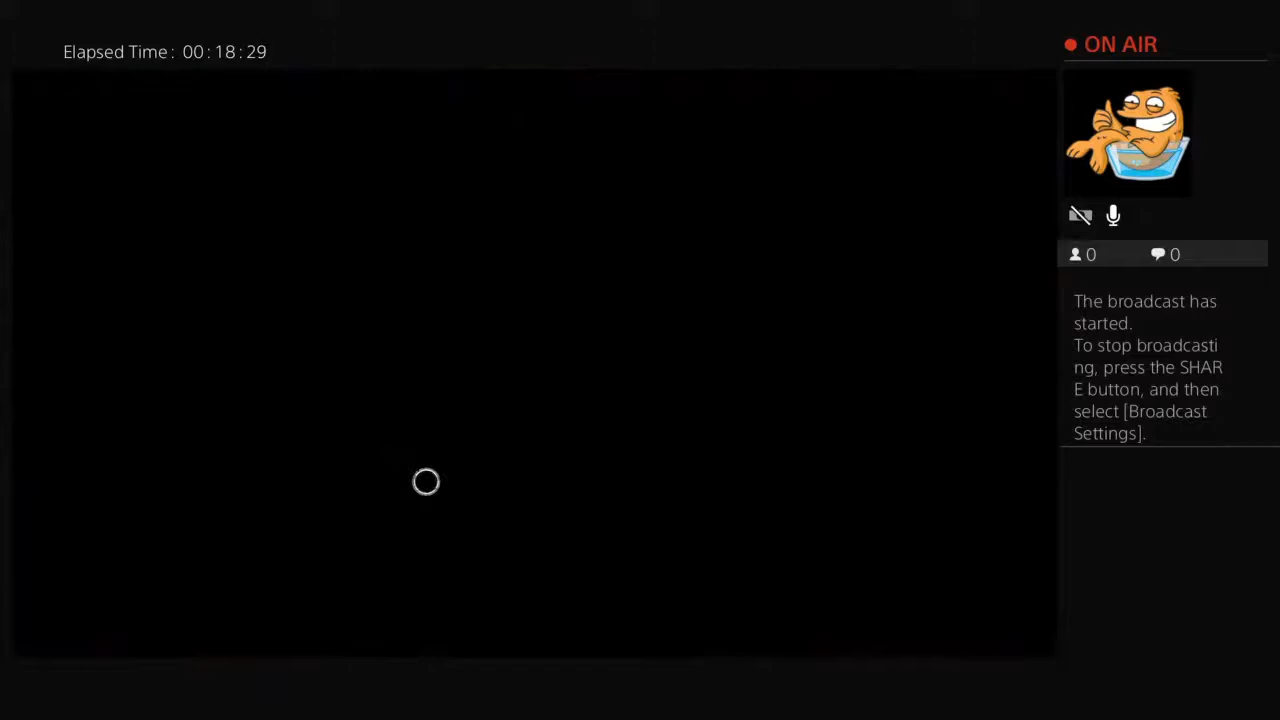 Elapsed Time: 00:18:29
ON AIR
0 0
The broadcast has
started.
To stop broadcasti
ng, press the SHAR
E button, and then
select [Broadcast
Settings].